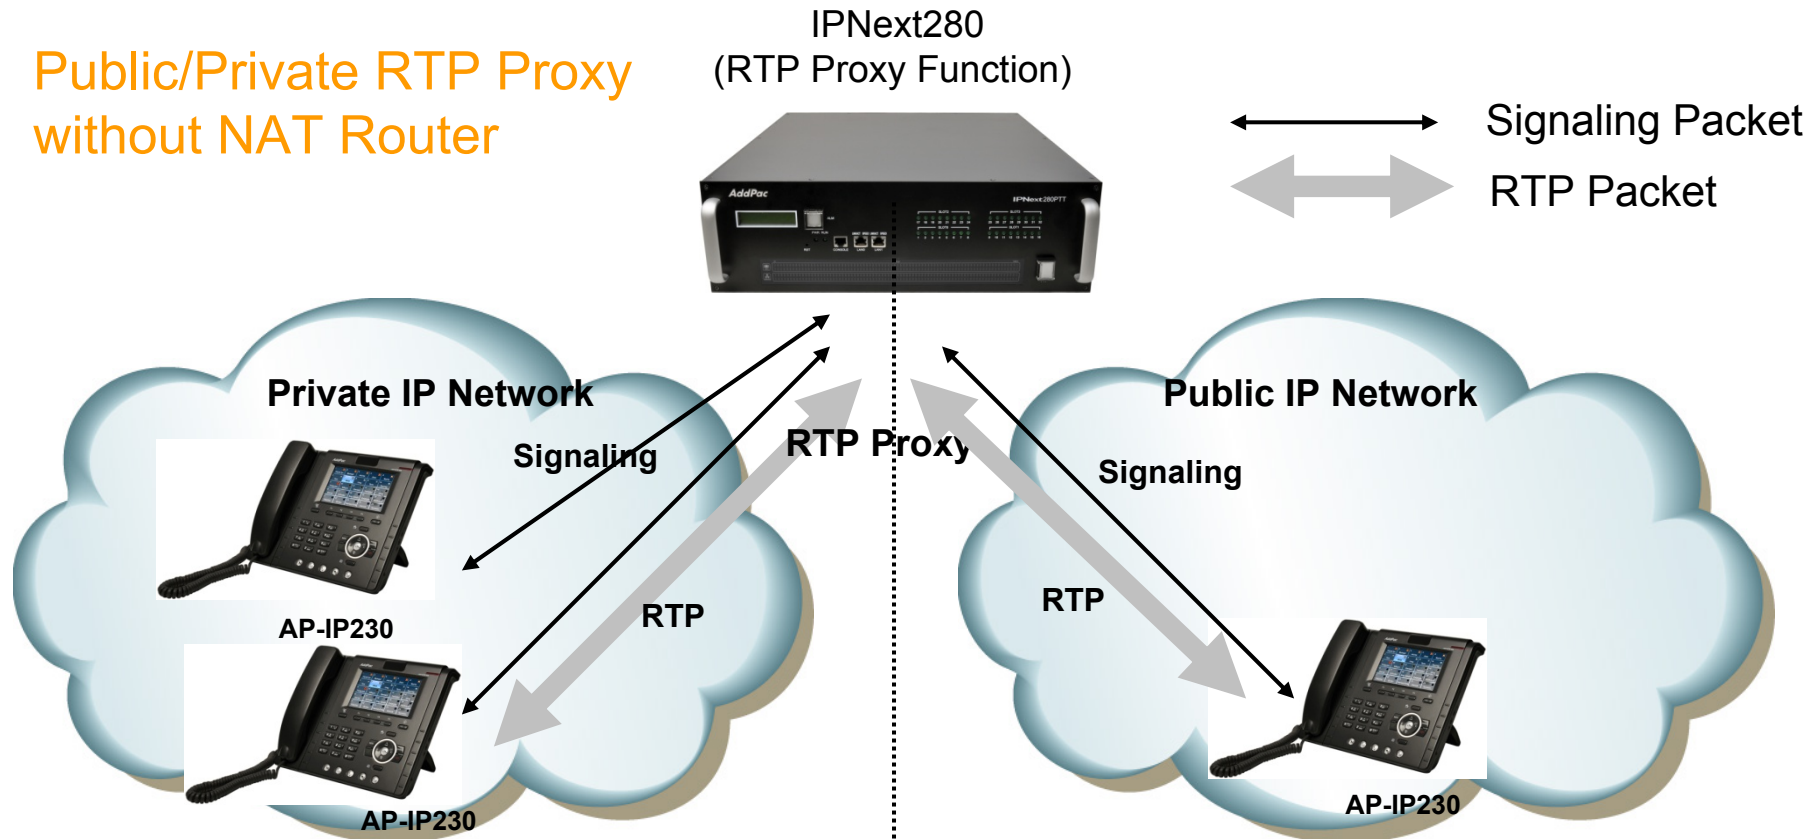 IPNext280
(RTP Proxy Function)
Public/Private RTP Proxy
without NAT Router
Signaling Packet
RTP Packet
AddPac
IPNext280PTT
Private IP Network
Public IP Network
Signaling
RTP Proxy
Signaling
RTP
RTP
AP-IP230
AP-IP230
AP-IP230